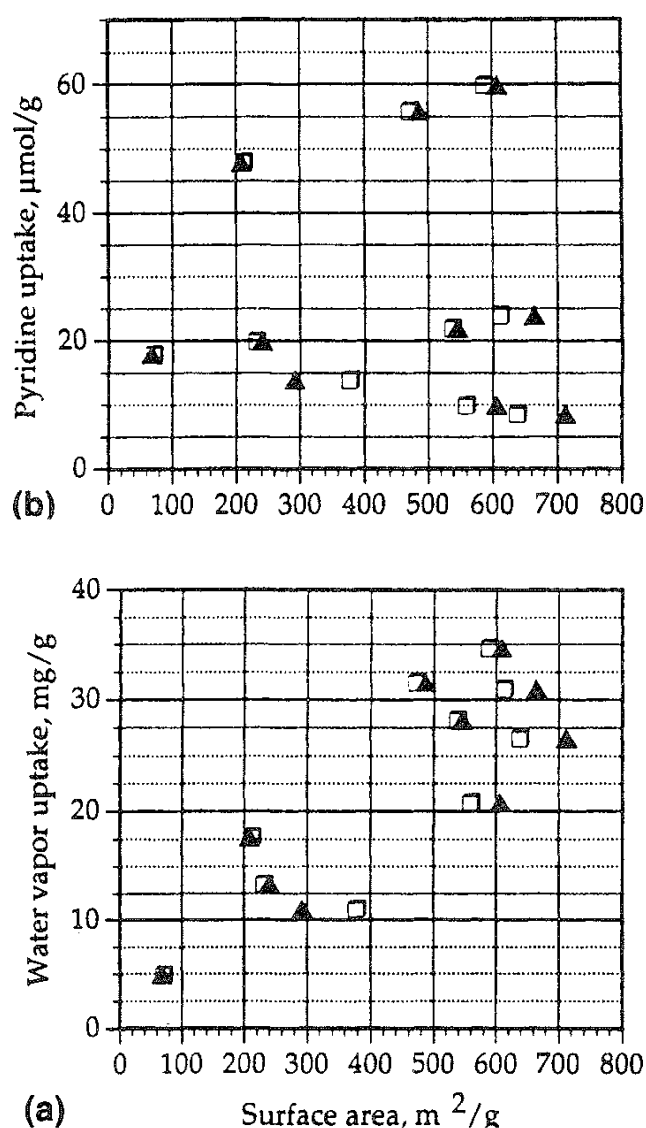 Pyridine uptake, μmol/g
60
40
20
0
0 100 200 300 400 500 600 700 800
(b)
Water vapor uptake, mg/g
40
30
20
10
0
0 100 200 300 400 500 600 700 800
(a)
Surface area, m 2/g